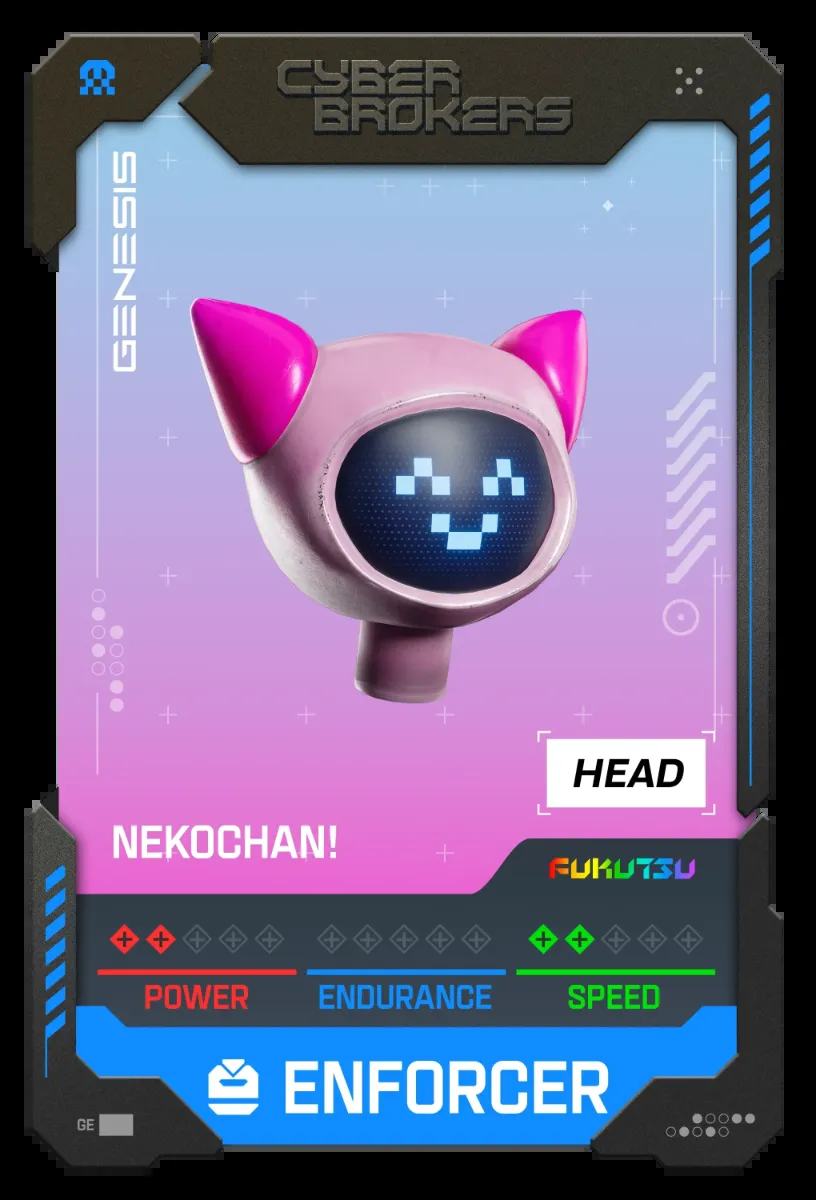 CYBER
BROKERS
GENESIS
HEAD
NEKOCHAN!
FUKUTSU
POWER ENDURANCE SPEED
ENFORCER
GE